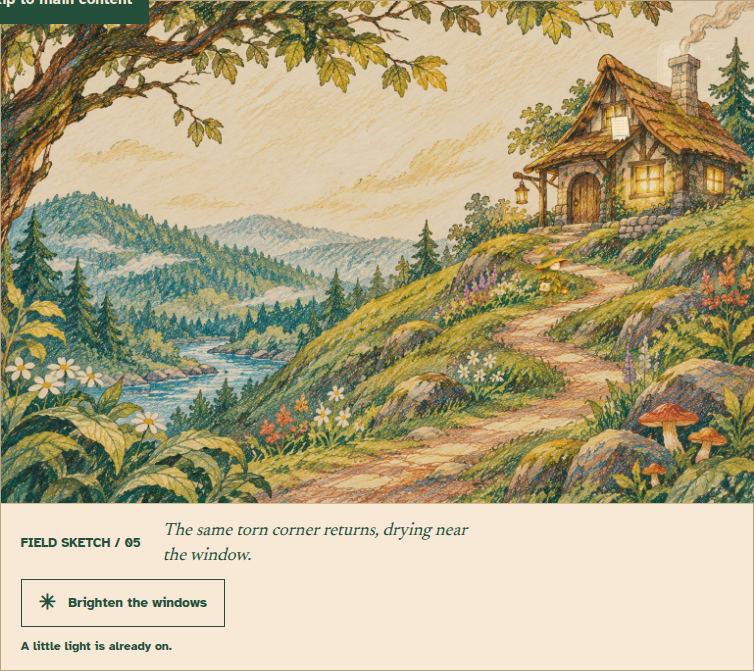 to main content
FIELD SKETCH / 05
The same torn corner returns, drying near
the window.
Brighten the windows
A little light is already on.